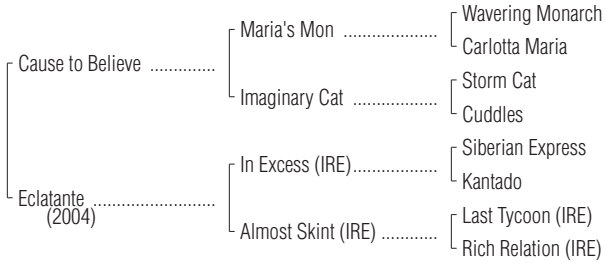 Wavering Monarch
Maria's Mon ....................
Carlotta Maria
Cause to Believe ..............
Storm Cat
Imaginary Cat ..................
Cuddles
Siberian Express
In Excess (IRE)..................
Kantado
Eclatante ..........................
(2004)
Last Tycoon (IRE)
Almost Skint (IRE) ............
Rich Relation (IRE)